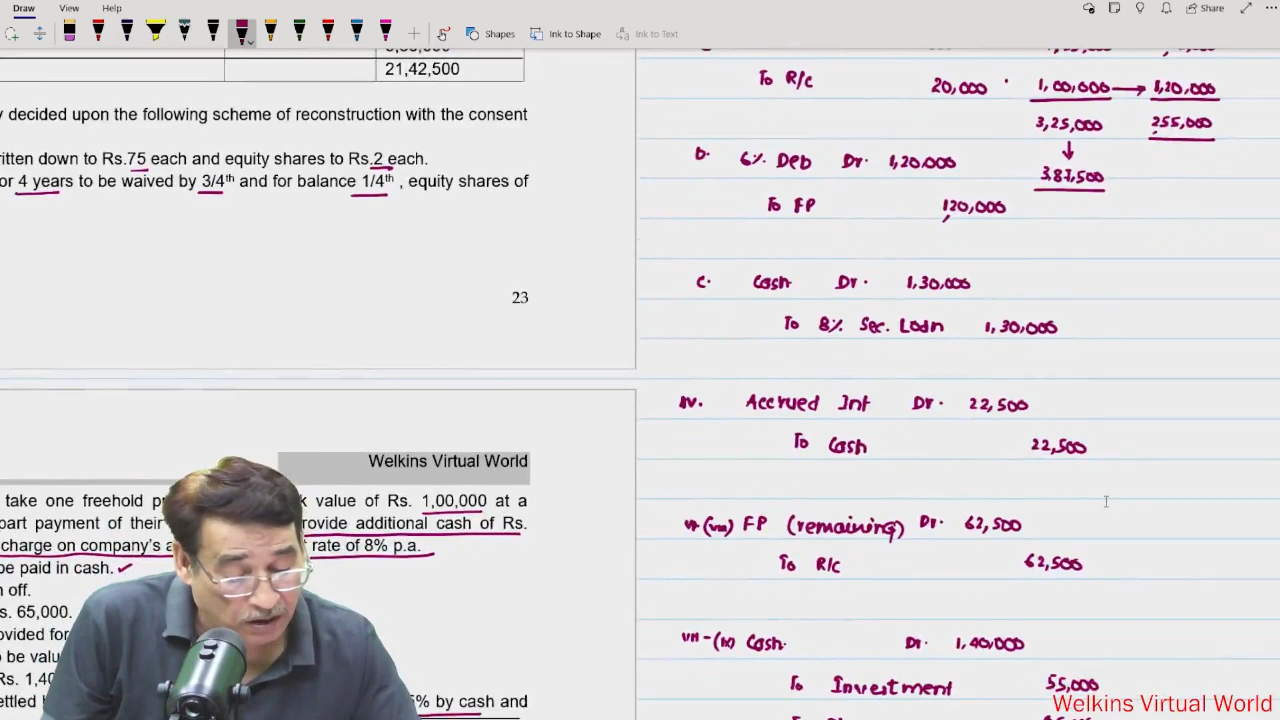 Draw View Help Share
Shapes Ink to Shape Ink to Text
21,42,500
decided upon the following scheme of reconstruction with the consent
ritten down to Rs.75 each and equity shares to Rs.2 each.
or 4 years to be waived by 3/4th and for balance 1/4th , equity shares of
23
Welkins Virtual World
take one freehold value of Rs. 1,00,000 at a
part payment of their rovide additional cash of Rs.
charge on company's rate of 8% p.a.
be paid in cash. ✓
n off.
s. 65,000.
ovided for
o be valu
Rs. 1,40
ettled 5% by cash and
To R/C 20,000 1,00,000 → 1,20,000
3,25,000 255,000
↓
b. 6% Deb Dr. 1,20,000 3,87,500
To FP 120,000
c. Cash Dr. 1,30,000
To 8% Sec. Loan 1,30,000
iv. Accrued Int Dr. 22,500
To Cash 22,500
(viii) FP (remaining) Dr. 62,500
To R/C 62,500
vii - (ix) Cash. Dr. 1,40,000
To Investment 55,000
Welkins Virtual World